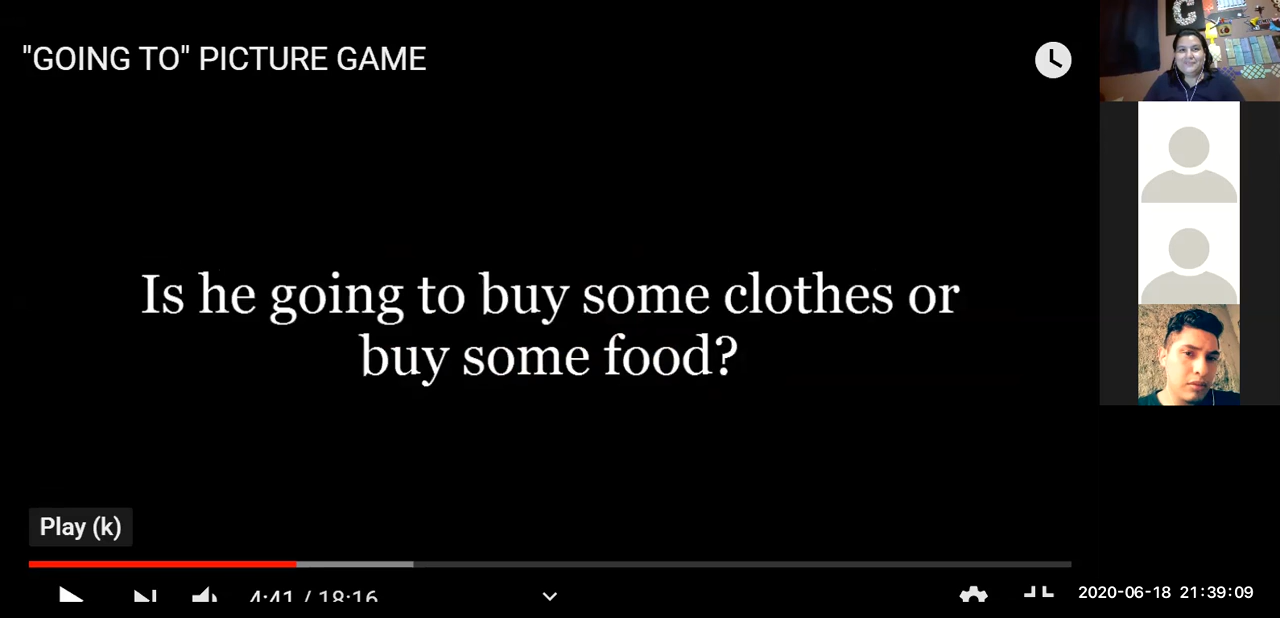 "GOING TO" PICTURE GAME
C
Is he going to buy some clothes or
buy some food?
Play (k)
4:41 / 18:16
2020-06-18 21:39:09